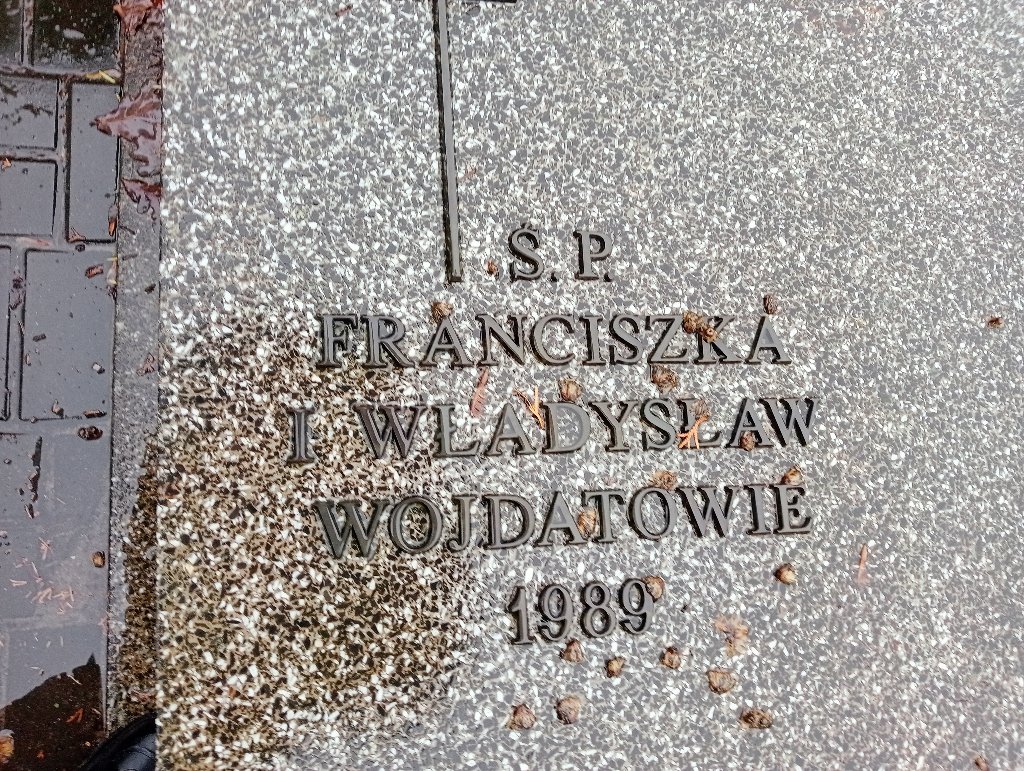 Ś. P.
FRANCISZKA
I WŁADYSŁAW
WOJDATOWIE
1989